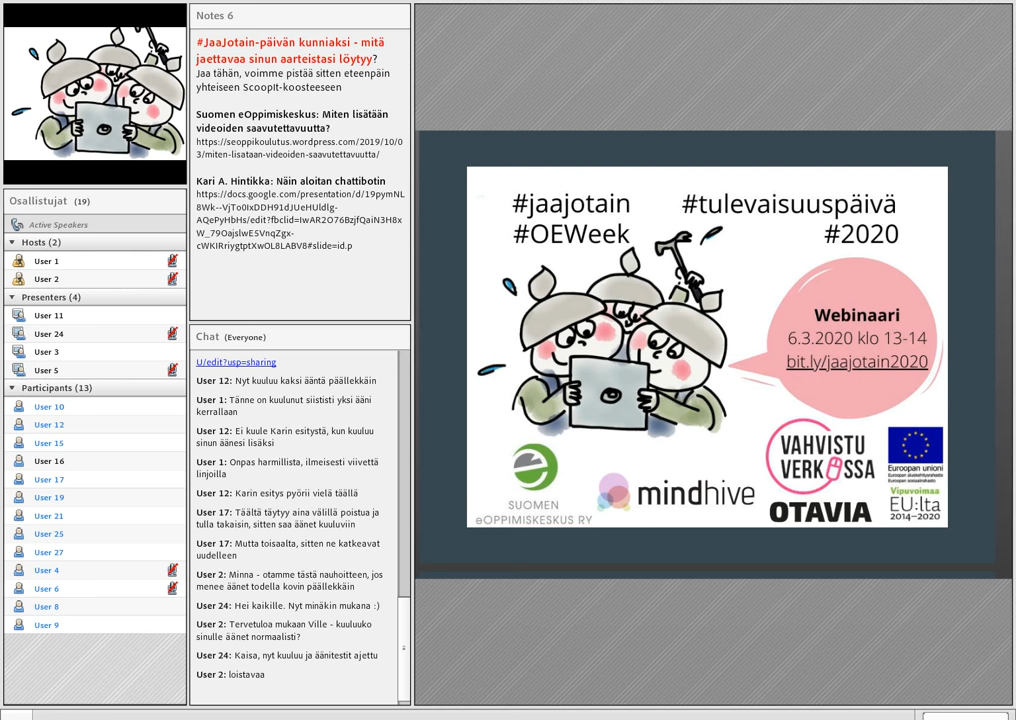 Osallistujat (19)
Active Speakers
Hosts (2)
User 1
User 2
Presenters (4)
User 11
User 24
User 3
User 5
Participants (13)
User 10
User 12
User 15
User 16
User 17
User 19
User 21
User 25
User 27
User 4
User 6
User 8
User 9
Notes 6
#JaaJotain-päivän kunniaksi - mitä
jaettavaa sinun aarteistasi löytyy?
Jaa tähän, voimme pistää sitten eteenpäin
yhteiseen ScoopIt-koosteeseen
Suomen eOppimiskeskus: Miten lisätään
videoiden saavutettavuutta?
https://seoppikoulutus.wordpress.com/2019/10/0
3/miten-lisataan-videoiden-saavutettavuutta/
Kari A. Hintikka: Näin aloitan chattibotin
https://docs.google.com/presentation/d/19pymNL
8Wk--VjTo0IxDDH91dJUeHUldlg-
AQePyHbHs/edit?fbclid=IwAR2O76BzjfQaiN3H8x
W_79OajslwE5VnqZgx-
cWKIRriygtptXwOL8LABV8#slide=id.p
Chat (Everyone)
U/edit?usp=sharing
User 12: Nyt kuuluu kaksi ääntä päällekkäin
User 1: Tänne on kuulunut siististi yksi ääni
kerrallaan
User 12: Ei kuule Karin esitystä, kun kuuluu
sinun äänesi lisäksi
User 1: Onpas harmillista, ilmeisesti viivettä
linjoilla
User 12: Karin esitys pyörii vielä täällä
User 17: Täältä täytyy aina välillä poistua ja
tulla takaisin, sitten saa äänet kuuluviin
User 17: Mutta toisaalta, sitten ne katkeavat
uudelleen
User 2: Minna - otamme tästä nauhoitteen, jos
menee äänet todella kovin päällekkäin
User 24: Hei kaikille. Nyt minäkin mukana :)
User 2: Tervetuloa mukaan Ville - kuuluuko
sinulle äänet normaalisti?
User 24: Kaisa, nyt kuuluu ja äänitestit ajettu
User 2: loistavaa
#jaajotain
#OEWeek
#tulevaisuuspäivä
#2020
Webinaari
6.3.2020 klo 13-14
bit.ly/jaajotain2020
SUOMEN
eOPPIMISKESKUS RY
mindhive
VAHVISTU
VERKOSSA
OTAVIA
Euroopan unioni
Euroopan aluekehitysrahasto
Euroopan sosiaalirahasto
Vipuvoimaa
EU:lta
2014–2020